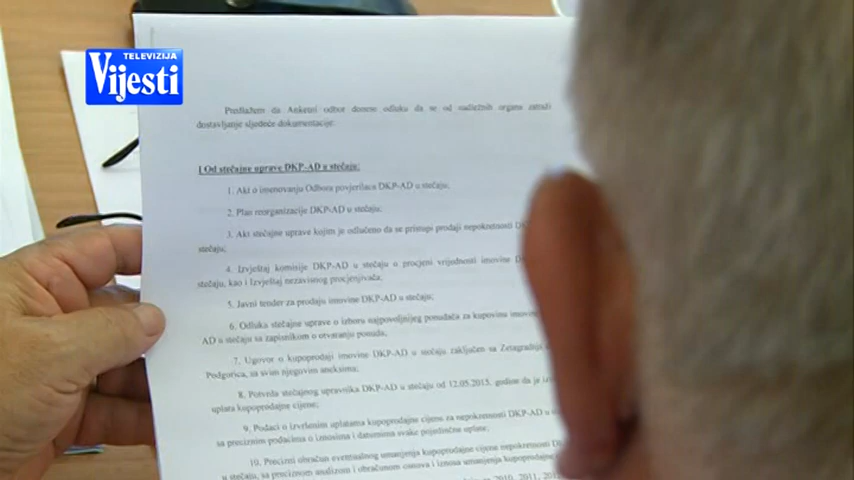 TELEVIZIJA
Vijesti
Predlažem da Anketni odbor donese odluku da se od nadležnih organa zatraži
dostavljanje sljedeće dokumentacije:
I Od stečajne uprave DKP-AD u stečaju:
1. Akt o imenovanju Odbora povjerilaca DKP-AD u stečaju;
2. Plan reorganizacije DKP-AD u stečaju;
3. Akt stečajne uprave kojim je odlučeno da se pristupi prodaji nepokretnosti
stečaju;
4. Izvještaj komisije DKP-AD u stečaju o procjeni vrijednosti imovine
stečaju, kao i Izvještaj nezavisnog procjenjivača;
5. Javni tender za prodaju imovine DKP-AD u stečaju;
6. Odluka stečajne uprave o izboru najpovoljnijeg ponuđača za kupovinu imovine
AD u stečaju sa zapisnikom o otvaranju ponuda;
7. Ugovor o kupoprodaji imovine DKP-AD u stečaju zaključen sa Zetagradnja
Podgorica, sa svim njegovim aneksima;
8. Potvrda stečajnog upravnika DKP-AD u stečaju od 12.05.2015. godine da je
uplata kupoprodajne cijene;
9. Podaci o izvršenim uplatama kupoprodajne cijene za nepokretnosti DKP-AD u
sa preciznim podacima o iznosima i datumima svake pojedinačne uplate;
10. Precizni obračun eventualnog umanjenja kupoprodajne cijene nepokretnosti
u stečaju, sa preciznom analizom i obračunom osnova i iznosa umanjenja kupoprodajne
2010, 2011, 2012